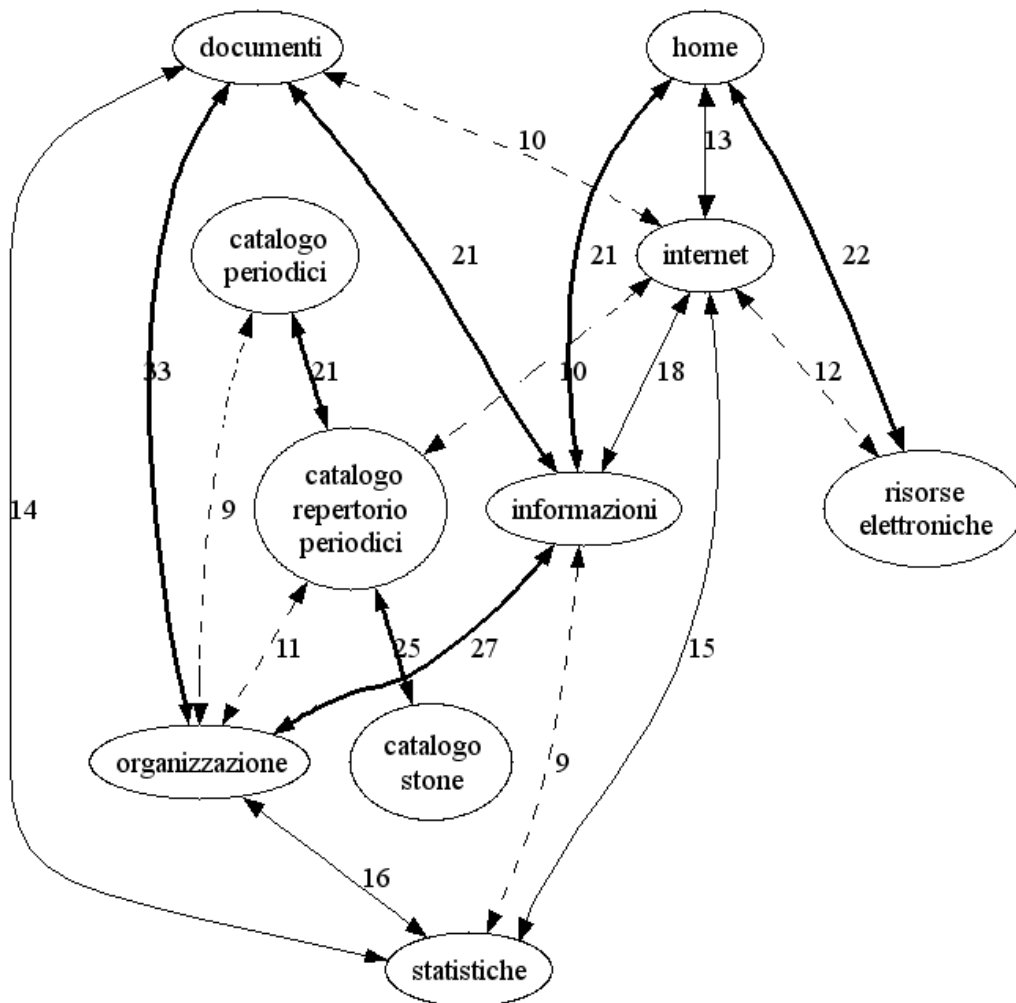 documenti
home
10
13
catalogo
periodici
internet
21
21
22
33
21
10
18
12
catalogo
repertorio
periodici
informazioni
risorse
elettroniche
14
9
11
25
27
15
organizzazione
catalogo
stone
9
16
statistiche